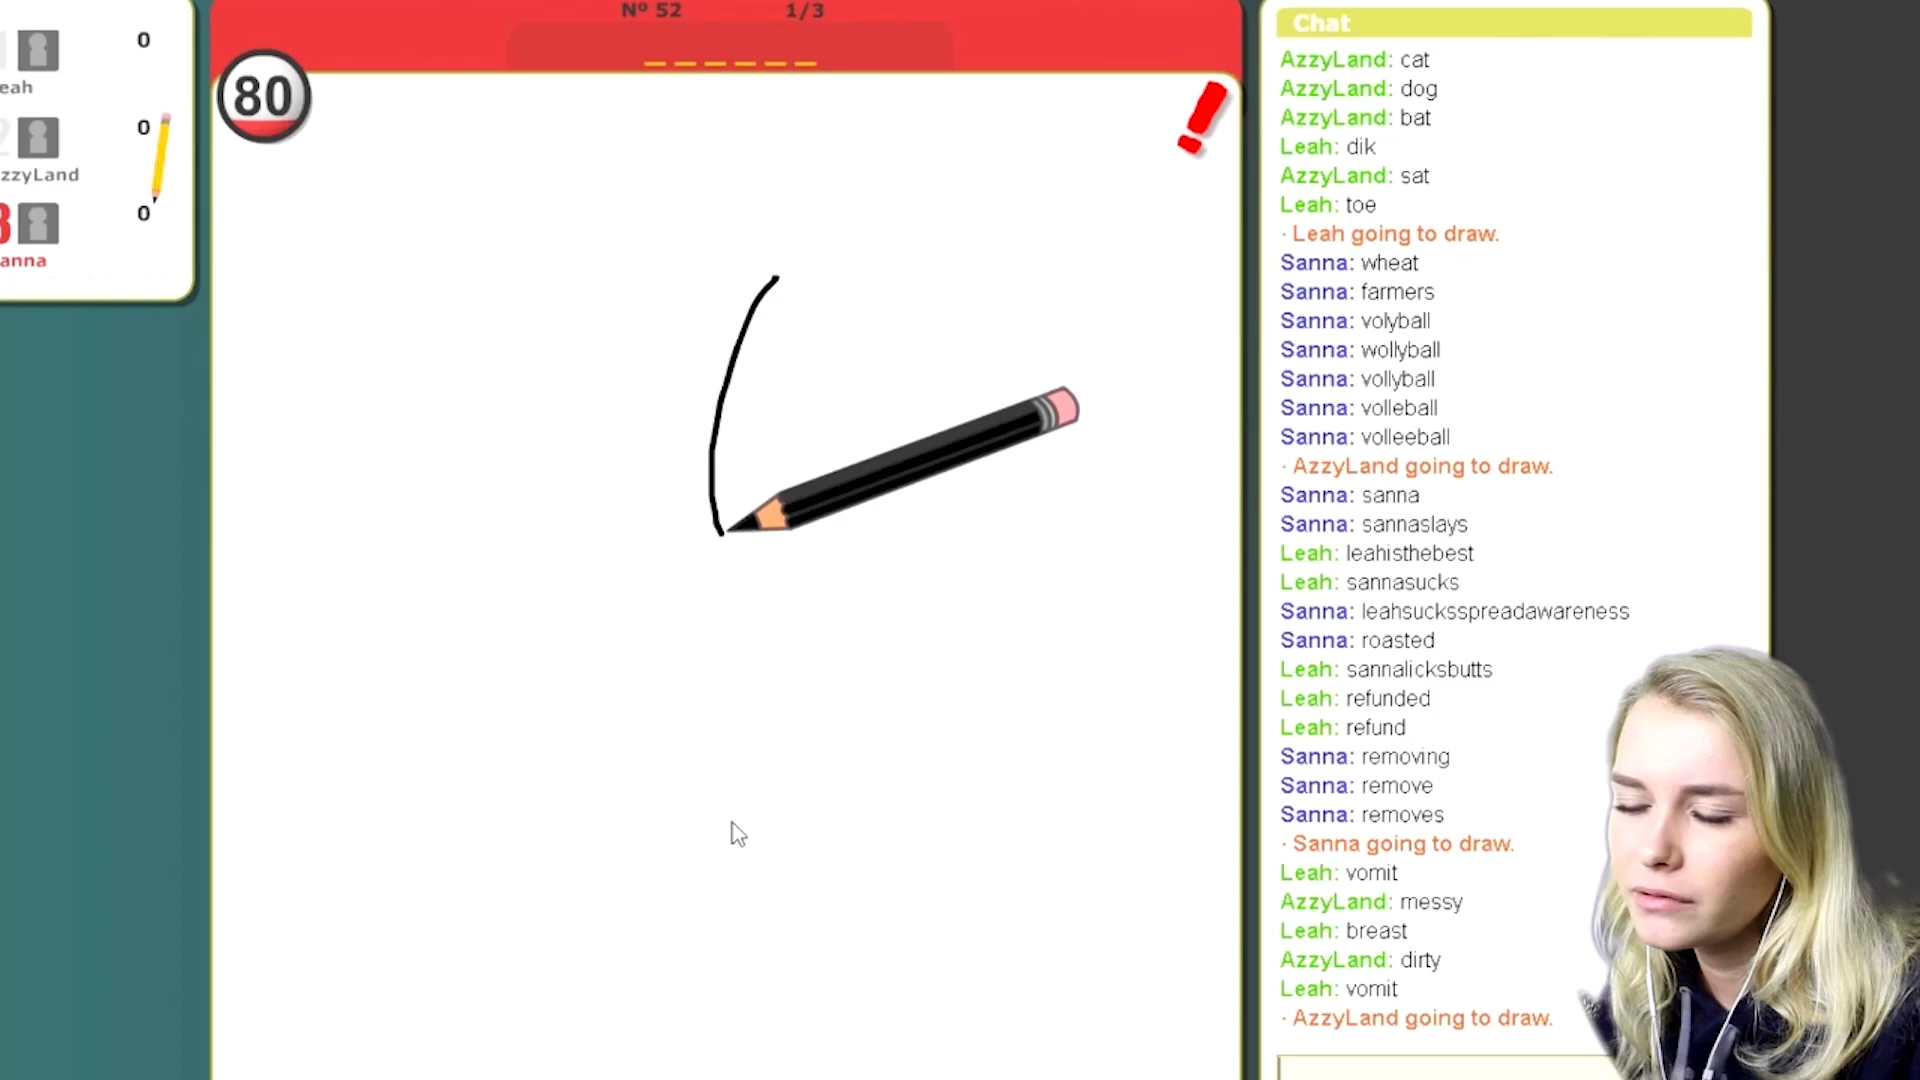 Nº 52 1/3
80
0
eah
2
0
zzyLand
3
0
anna
Chat
AzzyLand: cat
AzzyLand: dog
AzzyLand: bat
Leah: dik
AzzyLand: sat
Leah: toe
· Leah going to draw.
Sanna: wheat
Sanna: farmers
Sanna: volyball
Sanna: wollyball
Sanna: vollyball
Sanna: volleball
Sanna: volleeball
· AzzyLand going to draw.
Sanna: sanna
Sanna: sannaslays
Leah: leahisthebest
Leah: sannasucks
Sanna: leahsucksspreadawareness
Sanna: roasted
Leah: sannalicksbutts
Leah: refunded
Leah: refund
Sanna: removing
Sanna: remove
Sanna: removes
· Sanna going to draw.
Leah: vomit
AzzyLand: messy
Leah: breast
AzzyLand: dirty
Leah: vomit
· AzzyLand going to draw.